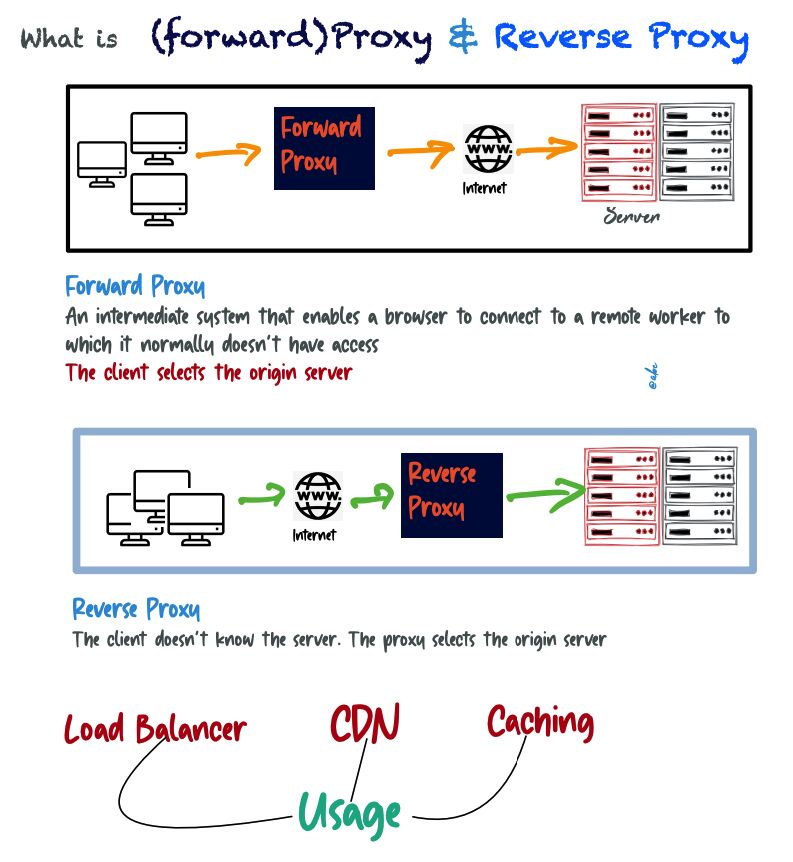 What is (forward)Proxy & Reverse Proxy
Forward
Proxy
www.
Internet
Server
Forward Proxy
An intermediate system that enables a browser to connect to a remote worker to
which it normally doesn't have access
The client selects the origin server
@abc
Reverse
Proxy
www.
Internet
Reverse Proxy
The client doesn't know the server. The proxy selects the origin server
Load Balancer CDN Caching
Usage